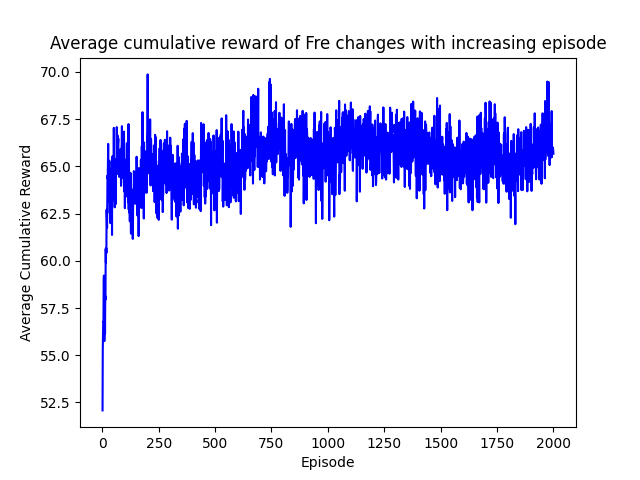 Average cumulative reward of Fre changes with increasing episode
70.0
67.5
65.0
62.5
60.0
57.5
55.0
52.5
Average Cumulative Reward
0 250 500 750 1000 1250 1500 1750 2000
Episode